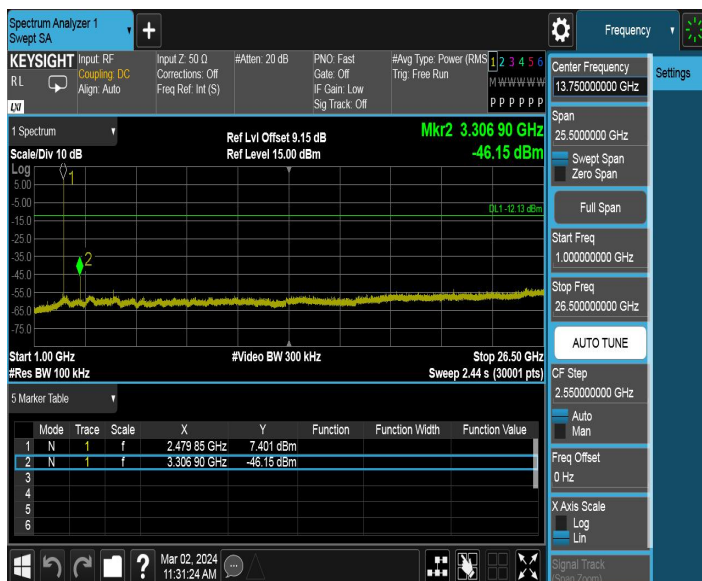 Spectrum Analyzer 1
Swept SA
+
Frequency
KEYSIGHT
RL
LXI
Input: RF
Coupling: DC
Align: Auto
Input Z: 50 Ω
Corrections: Off
Freq Ref: Int (S)
#Atten: 20 dB
PNO: Fast
Gate: Off
IF Gain: Low
Sig Track: Off
#Avg Type: Power (RMS
Trig: Free Run
1 2 3 4 5 6
M W W W W W
P P P P P P
1 Spectrum
Scale/Div 10 dB
Ref Lvl Offset 9.15 dB
Ref Level 15.00 dBm
Mkr2 3.306 90 GHz
-46.15 dBm
Log
5.00
-5.00
-15.0
-25.0
-35.0
-45.0
-55.0
-65.0
-75.0
1
2
DL1 -12.13 dBm
Start 1.00 GHz
#Res BW 100 kHz
#Video BW 300 kHz
Stop 26.50 GHz
Sweep 2.44 s (30001 pts)
5 Marker Table
Mode Trace Scale X Y Function Function Width Function Value
1 N 1 f 2.479 85 GHz 7.401 dBm
2 N 1 f 3.306 90 GHz -46.15 dBm
3
4
5
6
?
Mar 02, 2024
11:31:24 AM
Center Frequency
13.750000000 GHz
Settings
Span
25.5000000 GHz
Swept Span
Zero Span
Full Span
Start Freq
1.000000000 GHz
Stop Freq
26.500000000 GHz
AUTO TUNE
CF Step
2.550000000 GHz
Auto
Man
Freq Offset
0 Hz
X Axis Scale
Log
Lin
Signal Track
(Span Zoom)